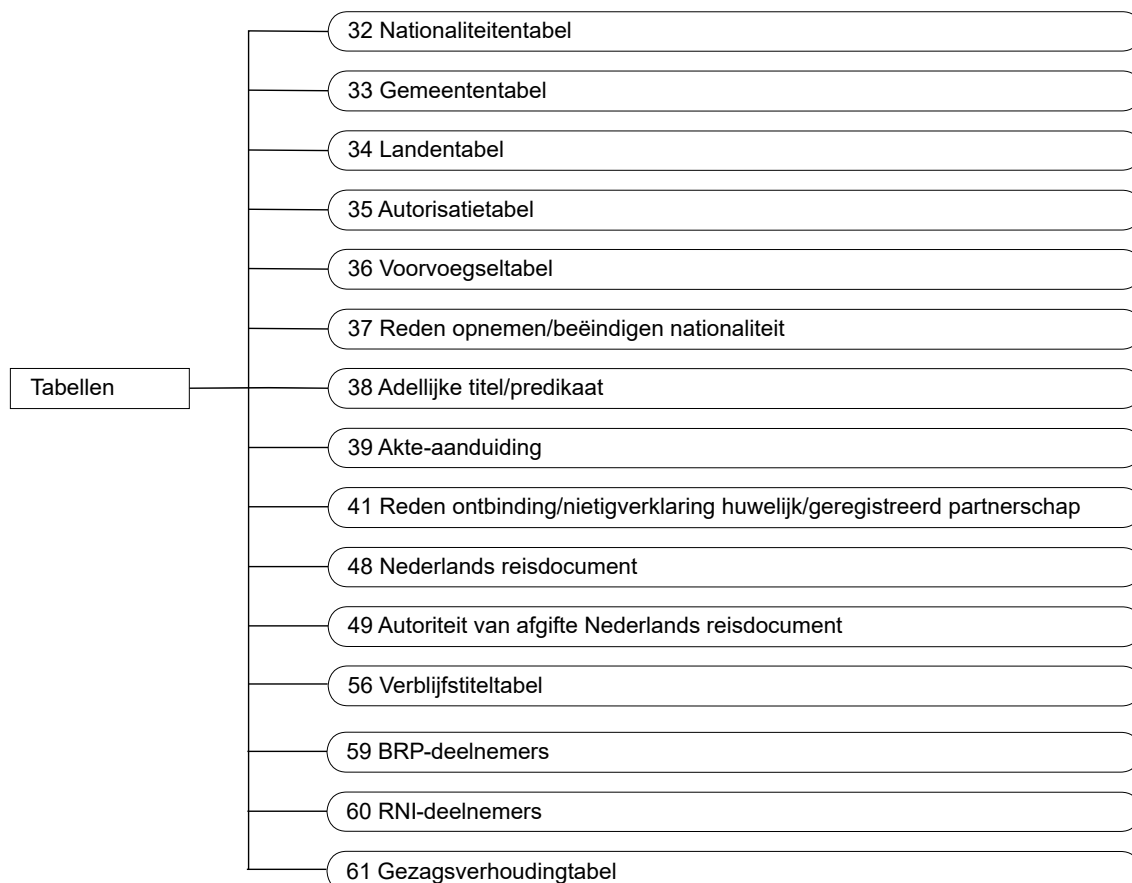 32 Nationaliteitentabel
33 Gemeententabel
34 Landentabel
35 Autorisatietabel
36 Voorvoegseltabel
37 Reden opnemen/beëindigen nationaliteit
Tabellen
38 Adellijke titel/predikaat
39 Akte-aanduiding
41 Reden ontbinding/nietigverklaring huwelijk/geregistreerd partnerschap
48 Nederlands reisdocument
49 Autoriteit van afgifte Nederlands reisdocument
56 Verblijfstiteltabel
59 BRP-deelnemers
60 RNI-deelnemers
61 Gezagsverhoudingtabel